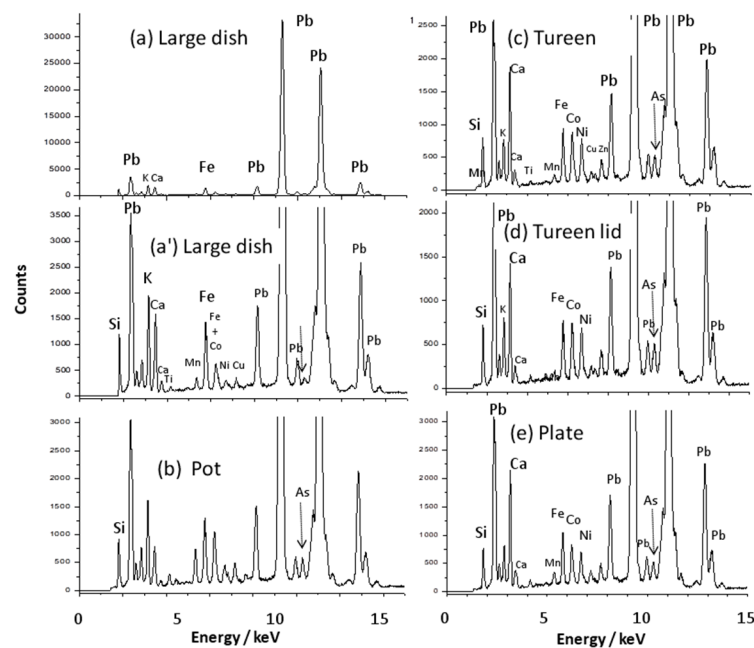 Counts
(a) Large dish
35000
30000
25000
20000
15000
10000
5000
0
Pb
K
Ca
Fe
Pb
Pb
Pb
Pb
(a') Large dish
3500
3000
2500
2000
1500
1000
500
0
Si
Pb
K
Ca
Ca
Ti
Mn
Fe
Fe
+
Co
Ni
Cu
Pb
Pb
Pb
Pb
(b) Pot
3000
2500
2000
1500
1000
500
0
Si
As
0
5
10
15
Energy / keV
(c) Tureen
2500
2000
1500
1000
500
0
Pb
Si
Mn
K
Ca
Ca
Ti
Mn
Fe
Co
Ni
Cu
Zn
Pb
Pb
As
Pb
Pb
(d) Tureen lid
2000
1500
1000
500
0
Si
Pb
K
Ca
Ca
Fe
Co
Ni
Pb
Pb
As
Pb
Pb
(e) Plate
3000
2500
2000
1500
1000
500
0
Si
Pb
Ca
Ca
Mn
Fe
Co
Ni
Pb
Pb
As
Pb
Pb
0
5
10
15
Energy / keV